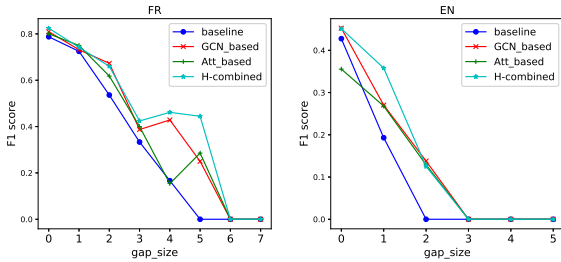 FR
baseline
GCN_based
Att_based
H-combined
F1 score
0.8
0.6
0.4
0.2
0.0
0 1 2 3 4 5 6 7
gap_size
EN
baseline
GCN_based
Att_based
H-combined
F1 score
0.4
0.3
0.2
0.1
0.0
0 1 2 3 4 5
gap_size